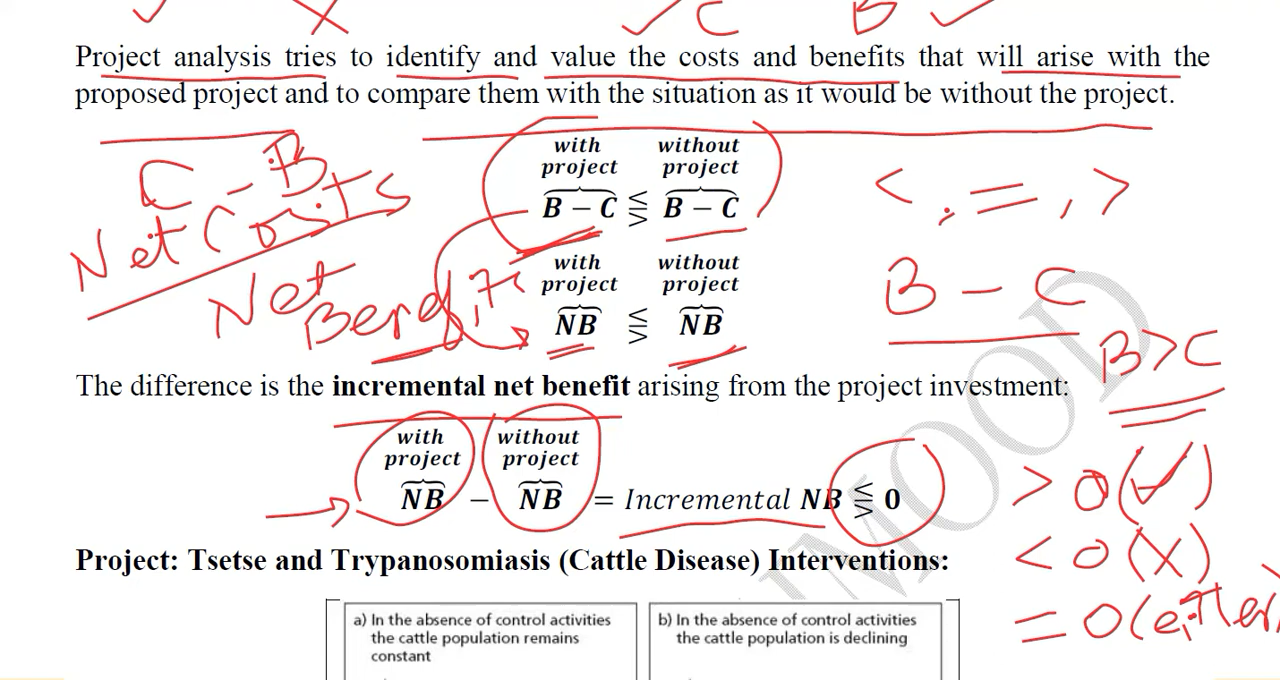 ✓ X ✓ C B ✓
Project analysis tries to identify and value the costs and benefits that will arise with the
proposed project and to compare them with the situation as it would be without the project.
with without
project project
B − C ⋚ B − C
< , = , >
C - B
Net Costs
with without
project project
NB ⋚ NB
Net
Benefits
B - C
B > C
The difference is the incremental net benefit arising from the project investment:
with without
project project
NB − NB = Incremental NB ⋚ 0
> 0 (✓)
< 0 (X)
= 0 (either)
Project: Tsetse and Trypanosomiasis (Cattle Disease) Interventions:
a) In the absence of control activities
the cattle population remains
constant
b) In the absence of control activities
the cattle population is declining